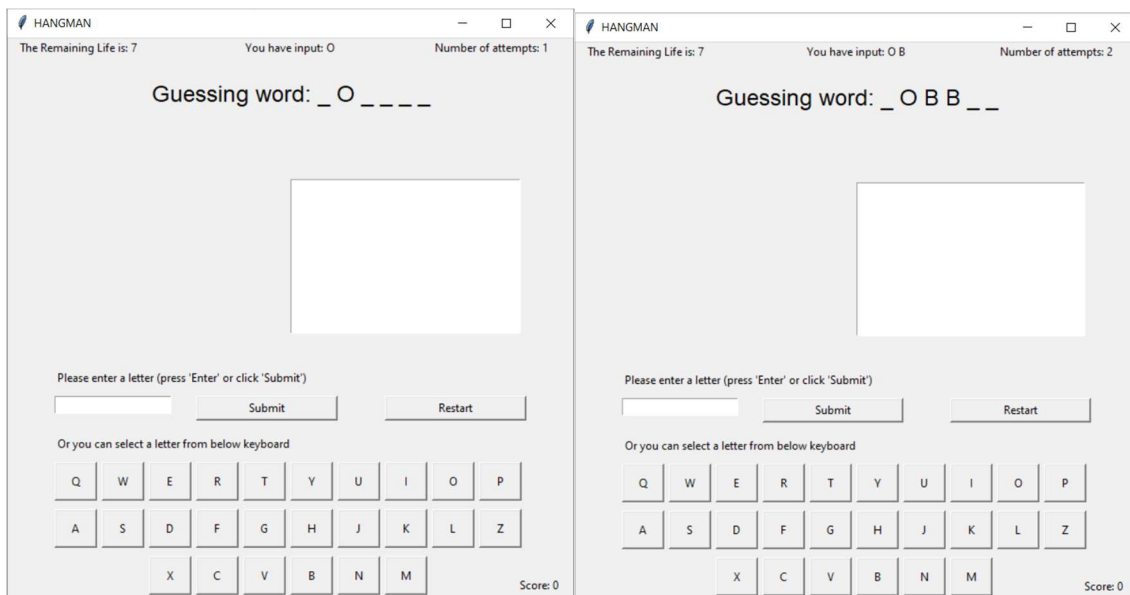 HANGMAN
The Remaining Life is: 7 You have input: O Number of attempts: 1
Guessing word: _ O _ _ _ _
Please enter a letter (press 'Enter' or click 'Submit')
Submit Restart
Or you can select a letter from below keyboard
Q W E R T Y U I O P
A S D F G H J K L Z
X C V B N M
Score: 0
HANGMAN
The Remaining Life is: 7 You have input: O B Number of attempts: 2
Guessing word: _ O B B _ _
Please enter a letter (press 'Enter' or click 'Submit')
Submit Restart
Or you can select a letter from below keyboard
Q W E R T Y U I O P
A S D F G H J K L Z
X C V B N M
Score: 0